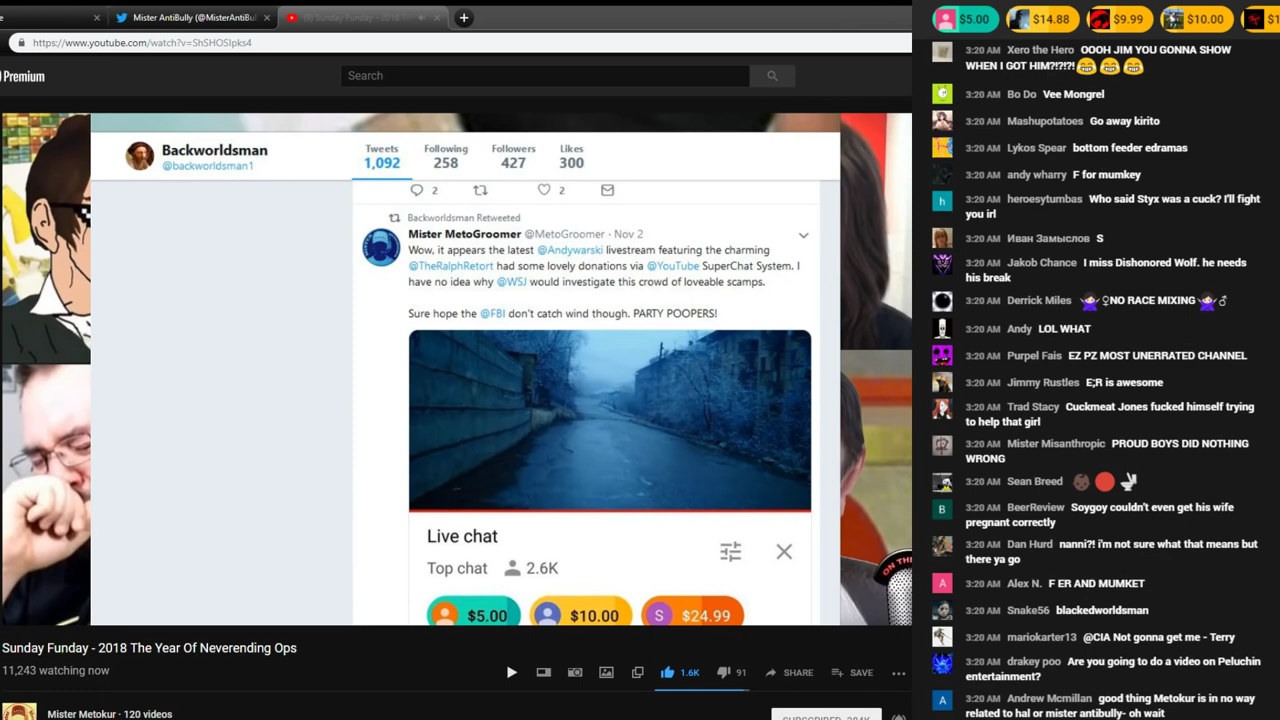 e
Mister AntiBully (@MisterAntiBul
(9) Sunday Funday - 2018 T
https://www.youtube.com/watch?v=ShSHOSIpks4
Premium
Search
Backworldsman
@backworldsman1
Tweets
1,092
Following
258
Followers
427
Likes
300
2
2
Backworldsman Retweeted
Mister MetoGroomer @MetoGroomer · Nov 2
Wow, it appears the latest @Andywarski livestream featuring the charming
@TheRalphRetort had some lovely donations via @YouTube SuperChat System. I
have no idea why @WSJ would investigate this crowd of loveable scamps.
Sure hope the @FBI don't catch wind though. PARTY POOPERS!
Live chat
Top chat 2.6K
$5.00 $10.00 S $24.99
ON THE
Sunday Funday - 2018 The Year Of Neverending Ops
11,243 watching now
1.6K 91 SHARE SAVE
Mister Metokur · 120 videos
SUBSCRIBED
$5.00 $14.88 $9.99 $10.00 $1
3:20 AM Xero the Hero OOOH JIM YOU GONNA SHOW
WHEN I GOT HIM?!?!?!😂😂😂
3:20 AM Bo Do Vee Mongrel
3:20 AM Mashupotatoes Go away kirito
3:20 AM Lykos Spear bottom feeder edramas
3:20 AM andy wharry F for mumkey
h
3:20 AM heroesytumbas Who said Styx was a cuck? I'll fight
you irl
3:20 AM Иван Замыслов S
3:20 AM Jakob Chance I miss Dishonored Wolf. he needs
his break
3:20 AM Derrick Miles 🙅♀NO RACE MIXING🙅♂
3:20 AM Andy LOL WHAT
3:20 AM Purpel Fais EZ PZ MOST UNERRATED CHANNEL
3:20 AM Jimmy Rustles E;R is awesome
3:20 AM Trad Stacy Cuckmeat Jones fucked himself trying
to help that girl
3:20 AM Mister Misanthropic PROUD BOYS DID NOTHING
WRONG
3:20 AM Sean Breed
B
3:20 AM BeerReview Soygoy couldn't even get his wife
pregnant correctly
3:20 AM Dan Hurd nanni?! i'm not sure what that means but
there ya go
A
3:20 AM Alex N. F ER AND MUMKET
3:20 AM Snake56 blackedworldsman
3:20 AM mariokarter13 @CIA Not gonna get me - Terry
3:20 AM drakey poo Are you going to do a video on Peluchin
entertainment?
A
3:20 AM Andrew Mcmillan good thing Metokur is in no way
related to hal or mister antibully- oh wait